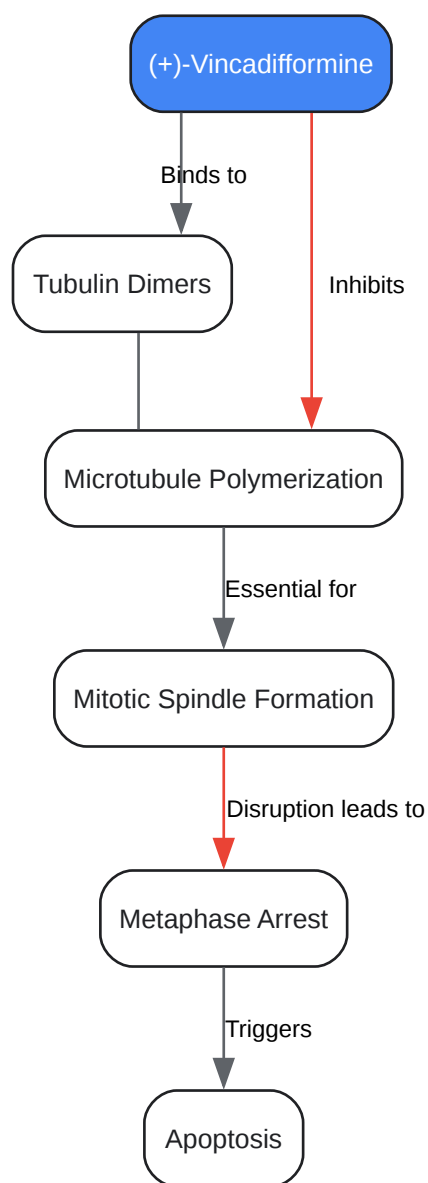 (+)-Vincadifformine
Binds to
Tubulin Dimers
Inhibits
Microtubule Polymerization
Essential for
Mitotic Spindle Formation
Disruption leads to
Metaphase Arrest
Triggers
Apoptosis